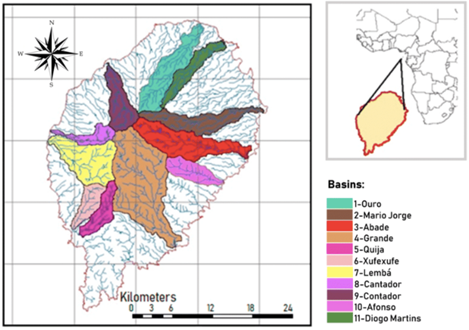 N
W
E
S
Kilometers
0 3 6 12 18 24
Basins:
1-Ouro
2-Mario Jorge
3-Abade
4-Grande
5-Quija
6-Xufexufe
7-Lembá
8-Cantador
9-Contador
10-Afonso
11-Diogo Martins